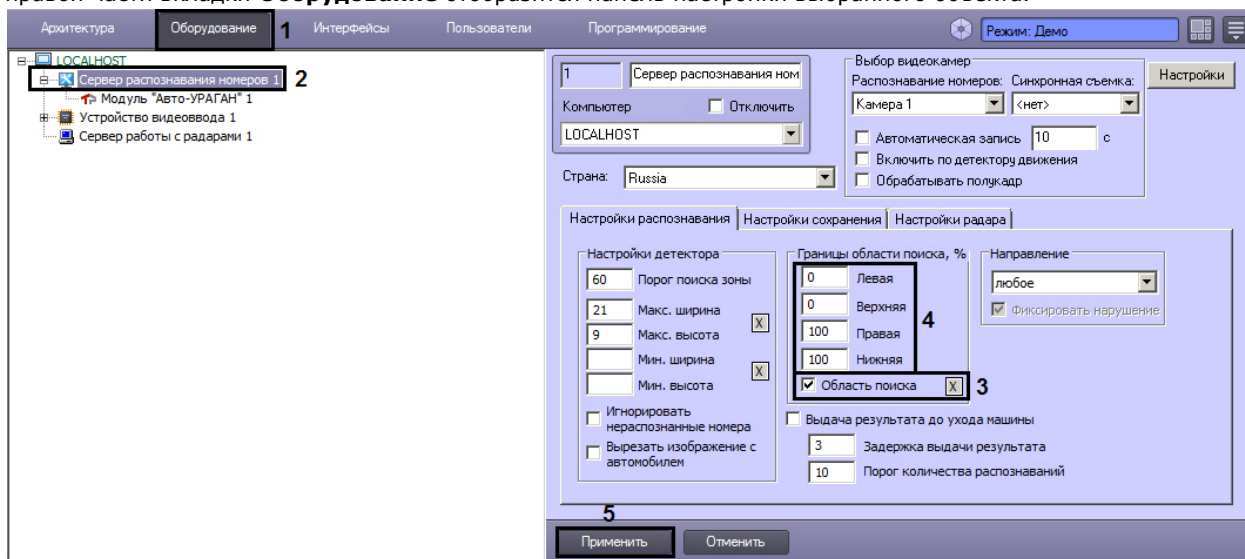 правой части вкладки Оборудование отобразится панель настройки выбранного объекта.
Архитектура Оборудование 1 Интерфейсы Пользователи Программирование Режим: Демо
LOCALHOST
Сервер распознавания номеров 1 2
Модуль "Авто-УРАГАН" 1
Устройство видеоввода 1
Сервер работы с радарами 1
1 Сервер распознавания ном
Компьютер Отключить
LOCALHOST
Страна: Russia
Выбор видеокамер
Распознавание номеров: Синхронная съемка:
Камера 1 <нет>
Автоматическая запись 10 с
Включить по детектору движения
Обрабатывать полукадр
Настройки
Настройки распознавания Настройки сохранения Настройки радара
Настройки детектора
60 Порог поиска зоны
21 Макс. ширина
X
9 Макс. высота
Мин. ширина
X
Мин. высота
Игнорировать
нераспознанные номера
Вырезать изображение с
автомобилем
Границы области поиска, %
0 Левая
0 Верхняя
4
100 Правая
100 Нижняя
Область поиска X 3
Направление
любое
Фиксировать нарушение
Выдача результата до ухода машины
3 Задержка выдачи результата
10 Порог количества распознаваний
5
Применить Отменить